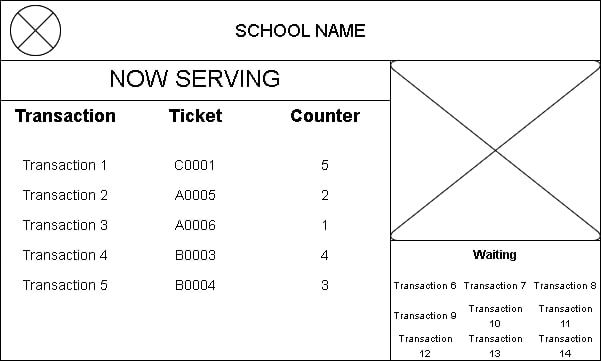 SCHOOL NAME
NOW SERVING
Transaction Ticket Counter
Transaction 1 C0001 5
Transaction 2 A0005 2
Transaction 3 A0006 1
Transaction 4 B0003 4
Transaction 5 B0004 3
Waiting
Transaction 6 Transaction 7 Transaction 8
Transaction 9 Transaction 10 Transaction 11
Transaction 12 Transaction 13 Transaction 14